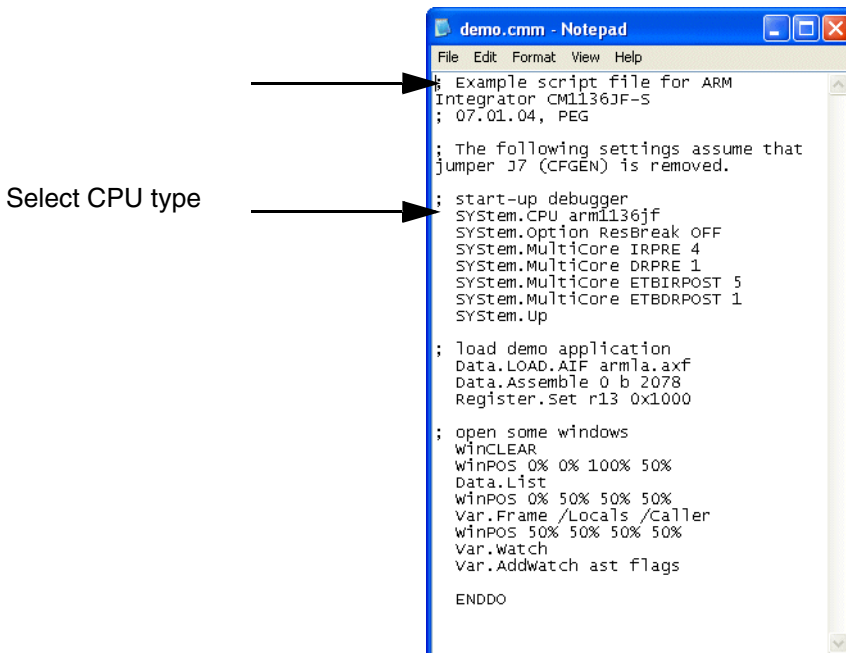 demo.cmm - Notepad
File Edit Format View Help
; Example script file for ARM
Integrator CM1136JF-S
; 07.01.04, PEG
; The following settings assume that
jumper J7 (CFGEN) is removed.
Select CPU type
; start-up debugger
SYStem.CPU arm1136jf
SYStem.Option ResBreak OFF
SYStem.MultiCore IRPRE 4
SYStem.MultiCore DRPRE 1
SYStem.MultiCore ETBIRPOST 5
SYStem.MultiCore ETBDRPOST 1
SYStem.Up
; load demo application
Data.LOAD.AIF armla.axf
Data.Assemble 0 b 2078
Register.Set r13 0x1000
; open some windows
WinCLEAR
WinPOS 0% 0% 100% 50%
Data.List
WinPOS 0% 50% 50% 50%
Var.Frame /Locals /Caller
WinPOS 50% 50% 50% 50%
Var.Watch
Var.AddWatch ast flags
ENDDO